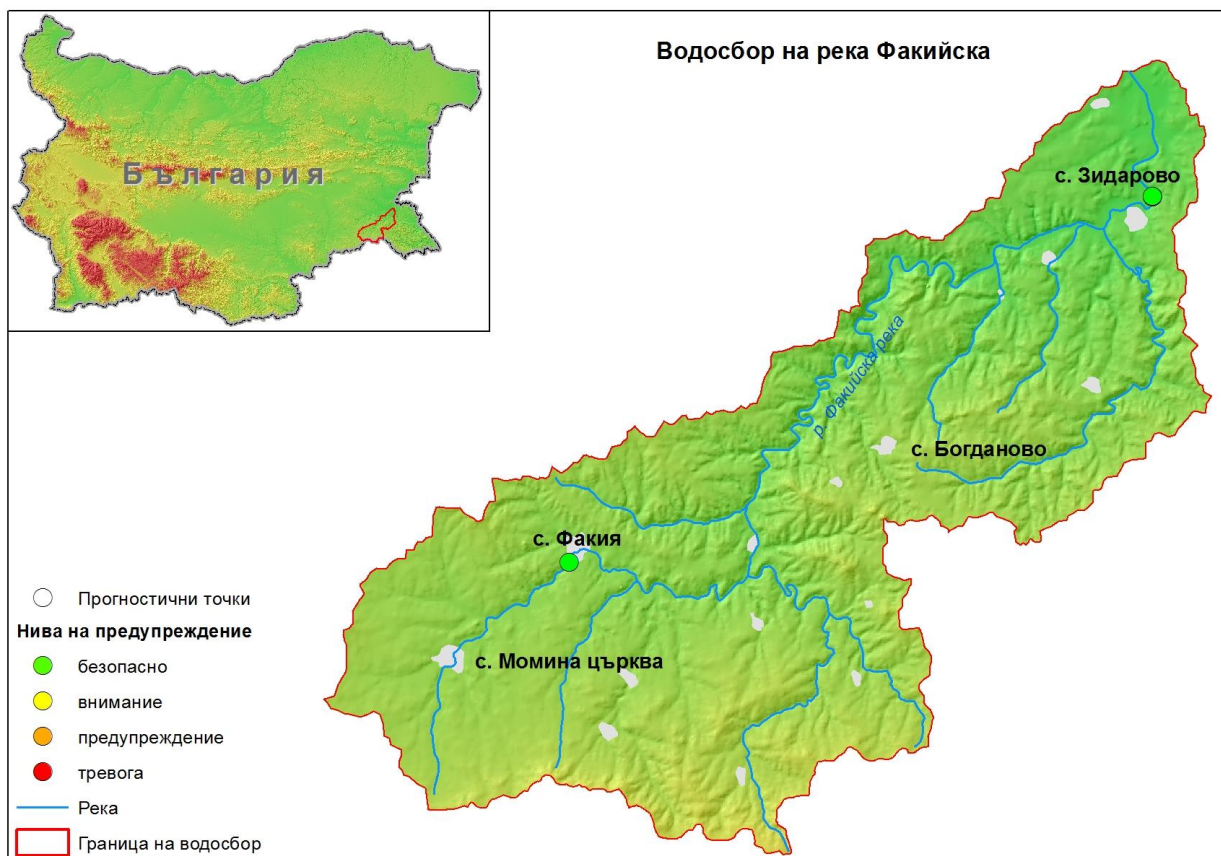 Водосбор на река Факийска
България
с. Зидарово
р. Факийска река
с. Богданово
с. Факия
с. Момина църква
Прогностични точки
Нива на предупреждение
безопасно
внимание
предупреждение
тревога
Река
Граница на водосбор